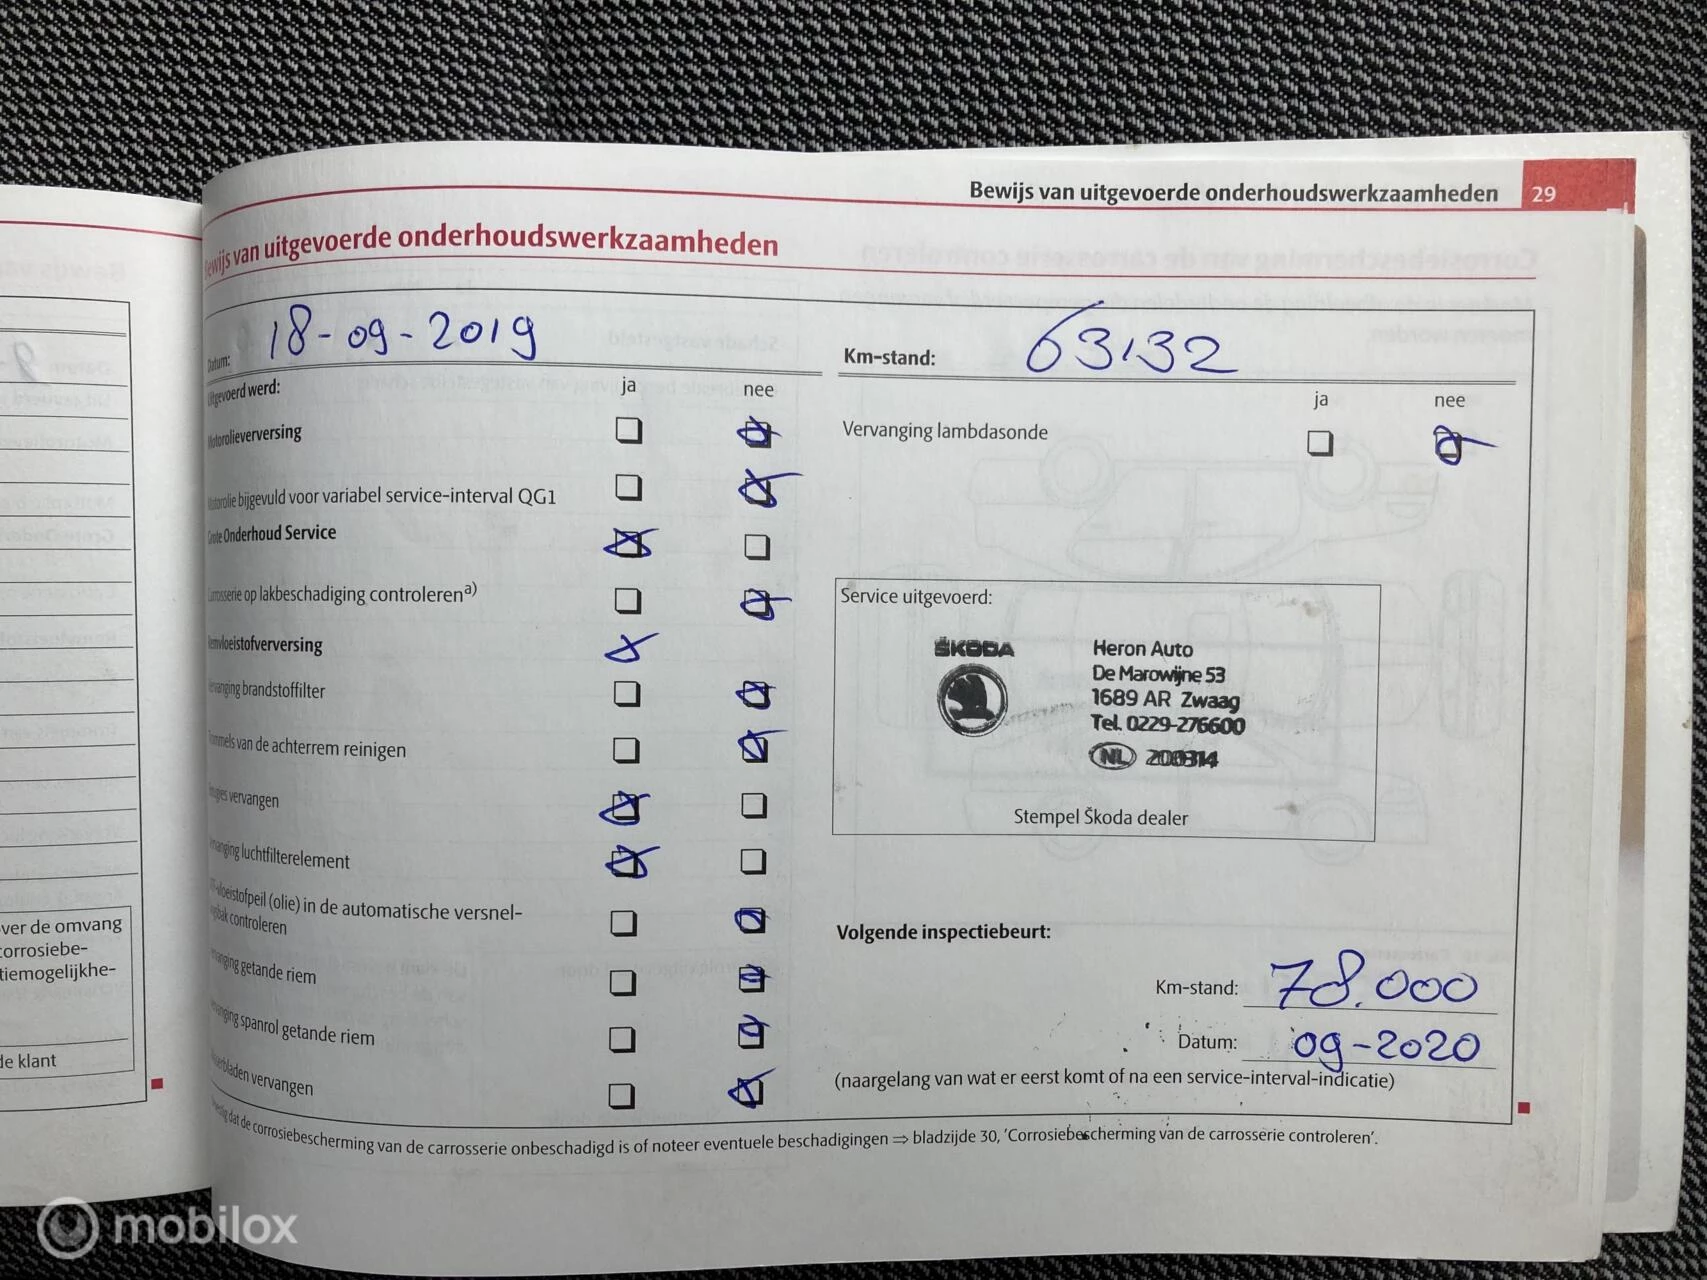 Bewijs van uitgevoerde onderhoudswerkzaamheden 29
van uitgevoerde onderhoudswerkzaamheden
Datum: 18-09-2019
Uitgevoerd werd: ja nee
Motorolieverversing
Motorolie bijgevuld voor variabel service-interval QG1
Grote Onderhoud Service
Carrosserie op lakbeschadiging controleren a)
Remvloeistofverversing
Vervanging brandstoffilter
Trommels van de achterrem reinigen
Bougies vervangen
Vervanging luchtfilterelement
vloeistofpeil (olie) in de automatische versnel-
controleren
Vervanging getande riem
Vervanging spanrol getande riem
vervangen
Km-stand:
ja nee
Vervanging lambdasonde
Service uitgevoerd:
ŠKODA
Heron Auto
De Marowijne 53
1689 AR Zwaag
Tel. 0229-276600
NL 200314
Stempel Škoda dealer
Volgende inspectiebeurt:
Km-stand: 78.000
Datum: 09-2020
(naargelang van wat er eerst komt of na een service-interval-indicatie)
dat de corrosiebescherming van de carrosserie onbeschadigd is of noteer eventuele beschadigingen ⇒ bladzijde 30, 'Corrosiebescherming van de carrosserie controleren'.
ver de omvang
corrosiebe-
tiemogelijkhe-
de klant
mobilox